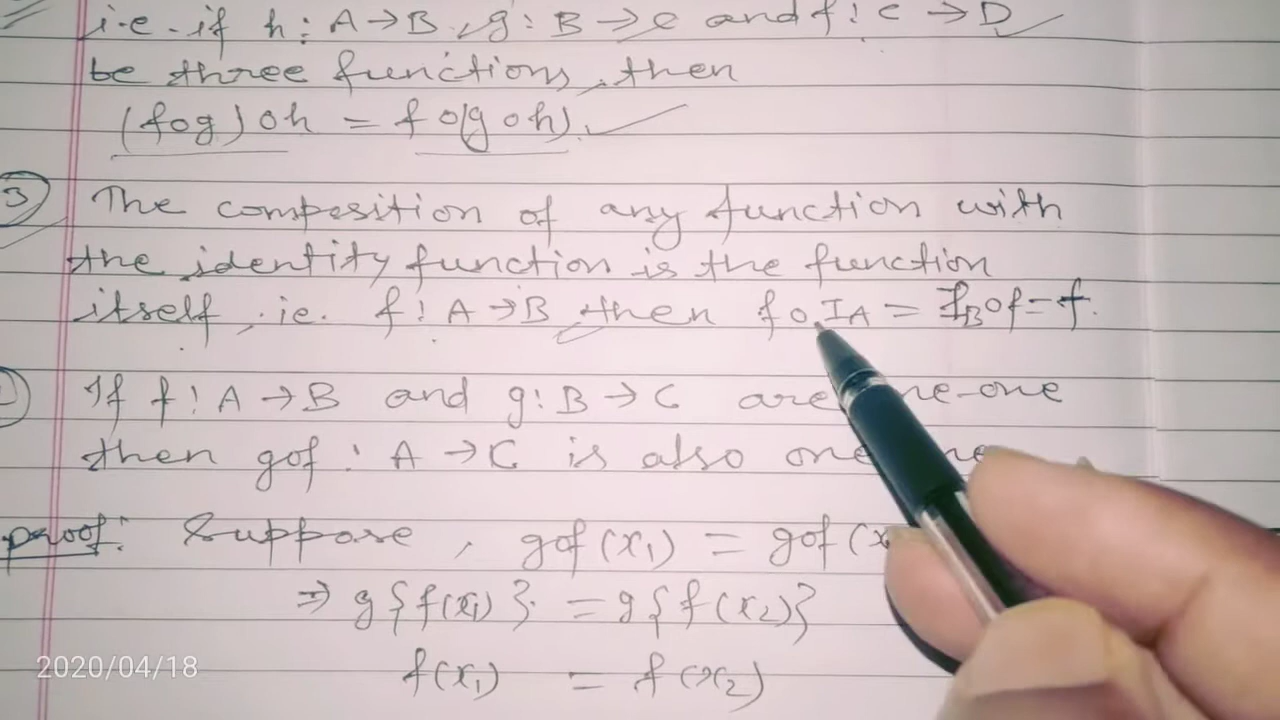 i.e. if h: A→B, g: B→C and f: C→D
be three functions, then
(fog)oh = fo(goh).
3 The composition of any function with
the identity function is the function
itself, ie. f: A→B then foIA = IBof=f.
If f: A→B and g: B→C are one-one
then gof: A→C is also
proof: Suppose, gof(x1) = gof(x
⇒ g{f(x1)} = g{f(x2)}
f(x1) = f(x2)
2020/04/18